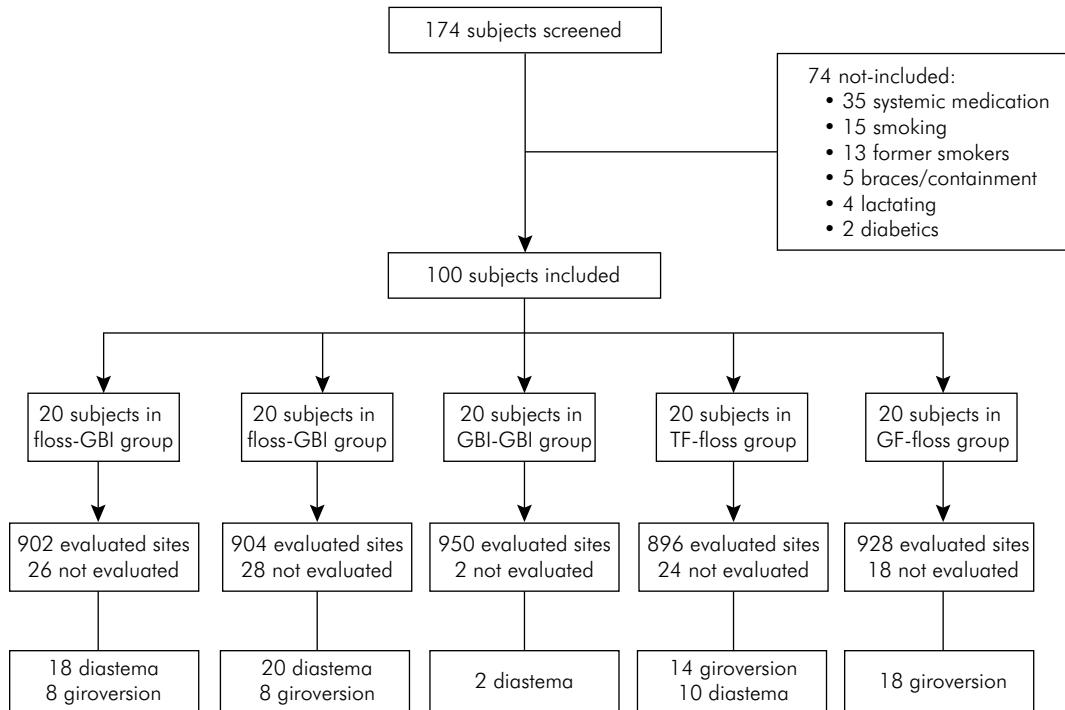 174 subjects screened
74 not-included:
• 35 systemic medication
• 15 smoking
• 13 former smokers
• 5 braces/containment
• 4 lactating
• 2 diabetics
100 subjects included
20 subjects in
floss-GBI group
20 subjects in
floss-GBI group
20 subjects in
GBI-GBI group
20 subjects in
TF-floss group
20 subjects in
GF-floss group
902 evaluated sites
26 not evaluated
904 evaluated sites
28 not evaluated
950 evaluated sites
2 not evaluated
896 evaluated sites
24 not evaluated
928 evaluated sites
18 not evaluated
18 diastema
8 giroversion
20 diastema
8 giroversion
2 diastema
14 giroversion
10 diastema
18 giroversion